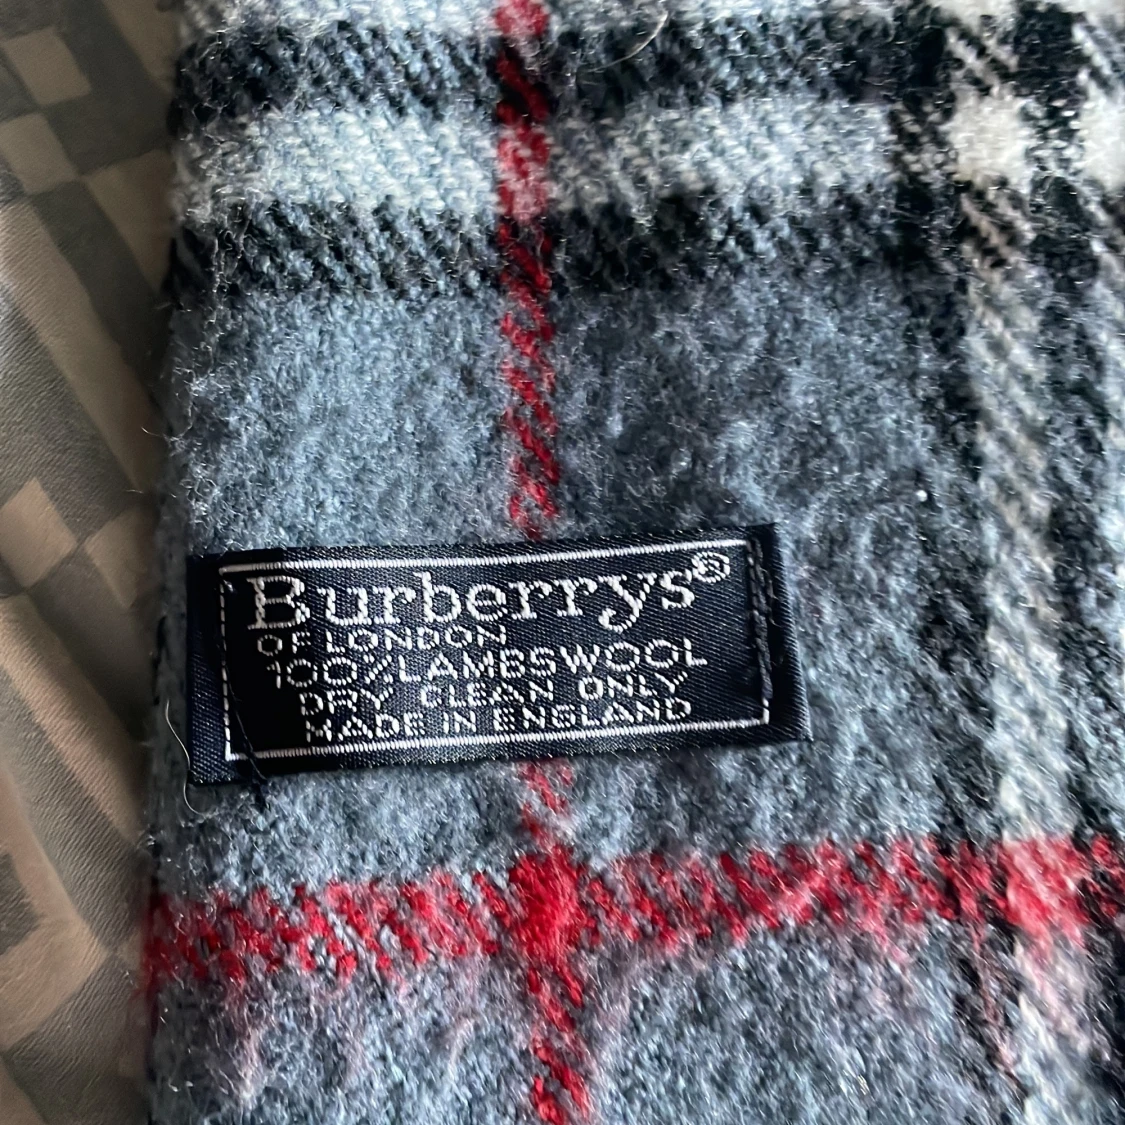 Burberrys®
OF LONDON
100% LAMBSWOOL
DRY CLEAN ONLY
MADE IN ENGLAND